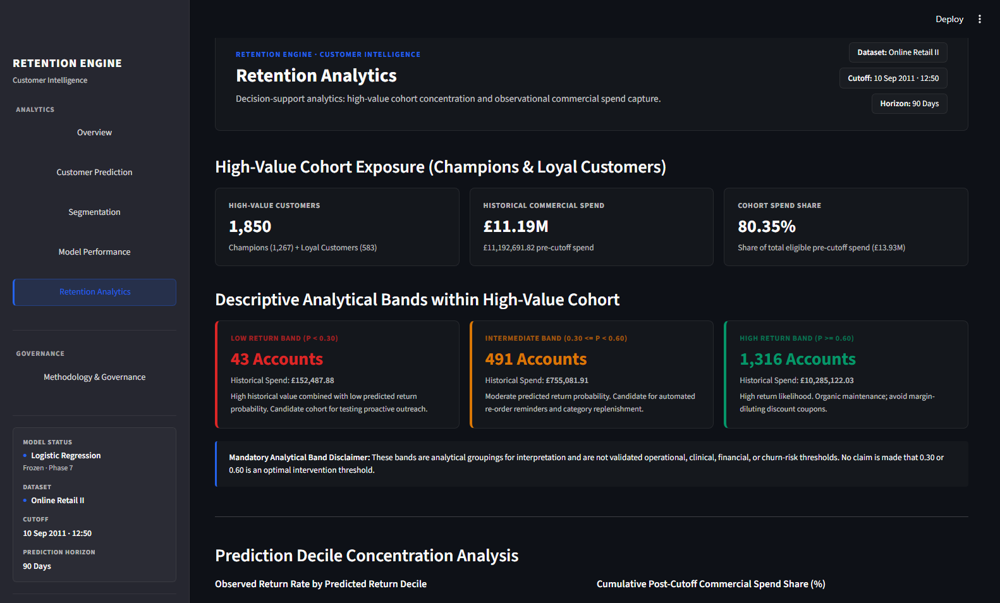 Deploy
RETENTION ENGINE
Customer Intelligence
ANALYTICS
Overview
Customer Prediction
Segmentation
Model Performance
Retention Analytics
GOVERNANCE
Methodology & Governance
MODEL STATUS
Logistic Regression
Frozen · Phase 7
DATASET
Online Retail II
CUTOFF
10 Sep 2011 · 12:50
PREDICTION HORIZON
90 Days
RETENTION ENGINE · CUSTOMER INTELLIGENCE
Retention Analytics
Decision-support analytics: high-value cohort concentration and observational commercial spend capture.
Dataset: Online Retail II
Cutoff: 10 Sep 2011 · 12:50
Horizon: 90 Days
High-Value Cohort Exposure (Champions & Loyal Customers)
HIGH-VALUE CUSTOMERS
1,850
Champions (1,267) + Loyal Customers (583)
HISTORICAL COMMERCIAL SPEND
£11.19M
£11,192,691.82 pre-cutoff spend
COHORT SPEND SHARE
80.35%
Share of total eligible pre-cutoff spend (£13.93M)
Descriptive Analytical Bands within High-Value Cohort
LOW RETURN BAND (P < 0.30)
43 Accounts
Historical Spend: £152,487.88
High historical value combined with low predicted return
probability. Candidate cohort for testing proactive outreach.
INTERMEDIATE BAND (0.30 <= P < 0.60)
491 Accounts
Historical Spend: £755,081.91
Moderate predicted return probability. Candidate for automated
re-order reminders and category replenishment.
HIGH RETURN BAND (P >= 0.60)
1,316 Accounts
Historical Spend: £10,285,122.03
High return likelihood. Organic maintenance; avoid margin-
diluting discount coupons.
Mandatory Analytical Band Disclaimer: These bands are analytical groupings for interpretation and are not validated operational, clinical, financial, or churn-risk thresholds. No claim is made that 0.30 or
0.60 is an optimal intervention threshold.
Prediction Decile Concentration Analysis
Observed Return Rate by Predicted Return Decile
Cumulative Post-Cutoff Commercial Spend Share (%)